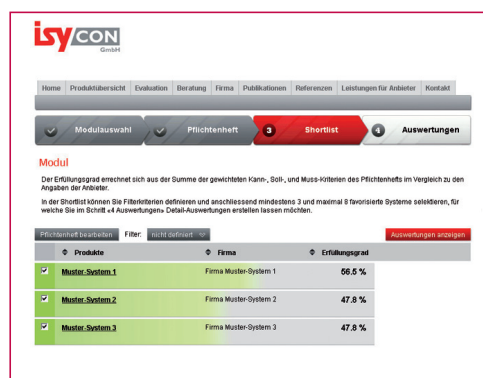 isyCON
GmbH
Home Produktübersicht Evaluation Beratung Firma Publikationen Referenzen Leistungen für Anbieter Kontakt
Modulauswahl Pflichtenheft 3 Shortlist 4 Auswertungen
Modul
Der Erfüllungsgrad errechnet sich aus der Summe der gewichteten Kann-, Soll-, und Muss-Kriterien des Pflichtenhefts im Vergleich zu den
Angaben der Anbieter.
In der Shortlist können Sie Filterkriterien definieren und anschliessend mindestens 3 und maximal 8 favorisierte Systeme selektieren, für
welche Sie im Schritt «4 Auswertungen» Detail-Auswertungen erstellen lassen möchten.
Pflichtenheft bearbeiten Filter: nicht definiert Auswertungen anzeigen
Produkte Firma Erfüllungsgrad
Muster-System 1 Firma Muster-System 1 56.5 %
Muster-System 2 Firma Muster-System 2 47.8 %
Muster-System 3 Firma Muster-System 3 47.8 %